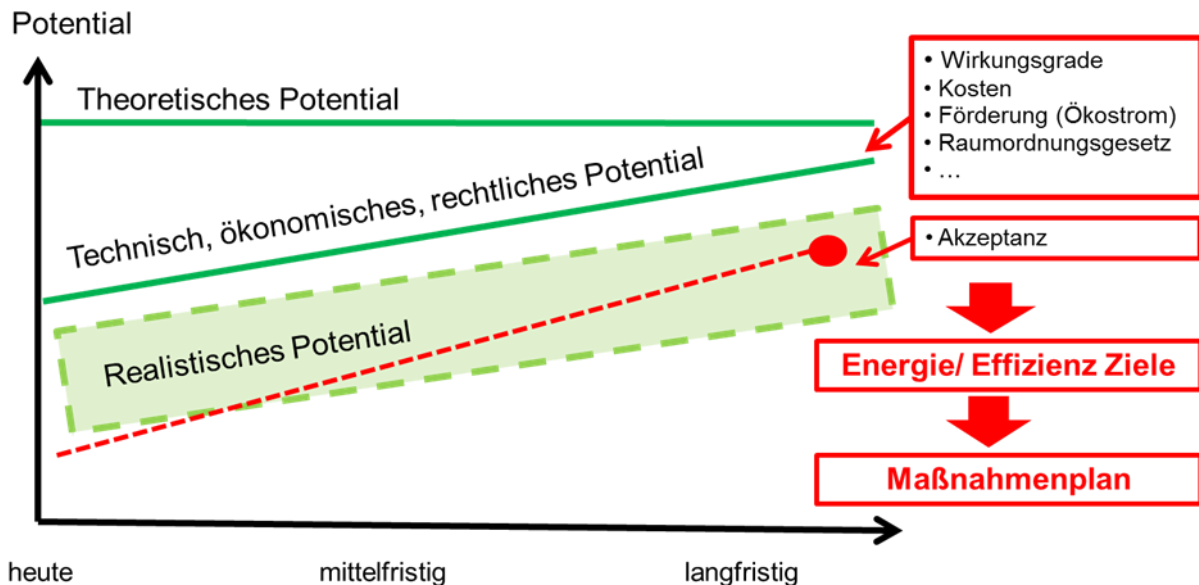 Potential
Theoretisches Potential
Technisch, ökonomisches, rechtliches Potential
Realistisches Potential
• Wirkungsgrade
• Kosten
• Förderung (Ökostrom)
• Raumordnungsgesetz
• ...
• Akzeptanz
Energie/ Effizienz Ziele
Maßnahmenplan
heute
mittelfristig
langfristig